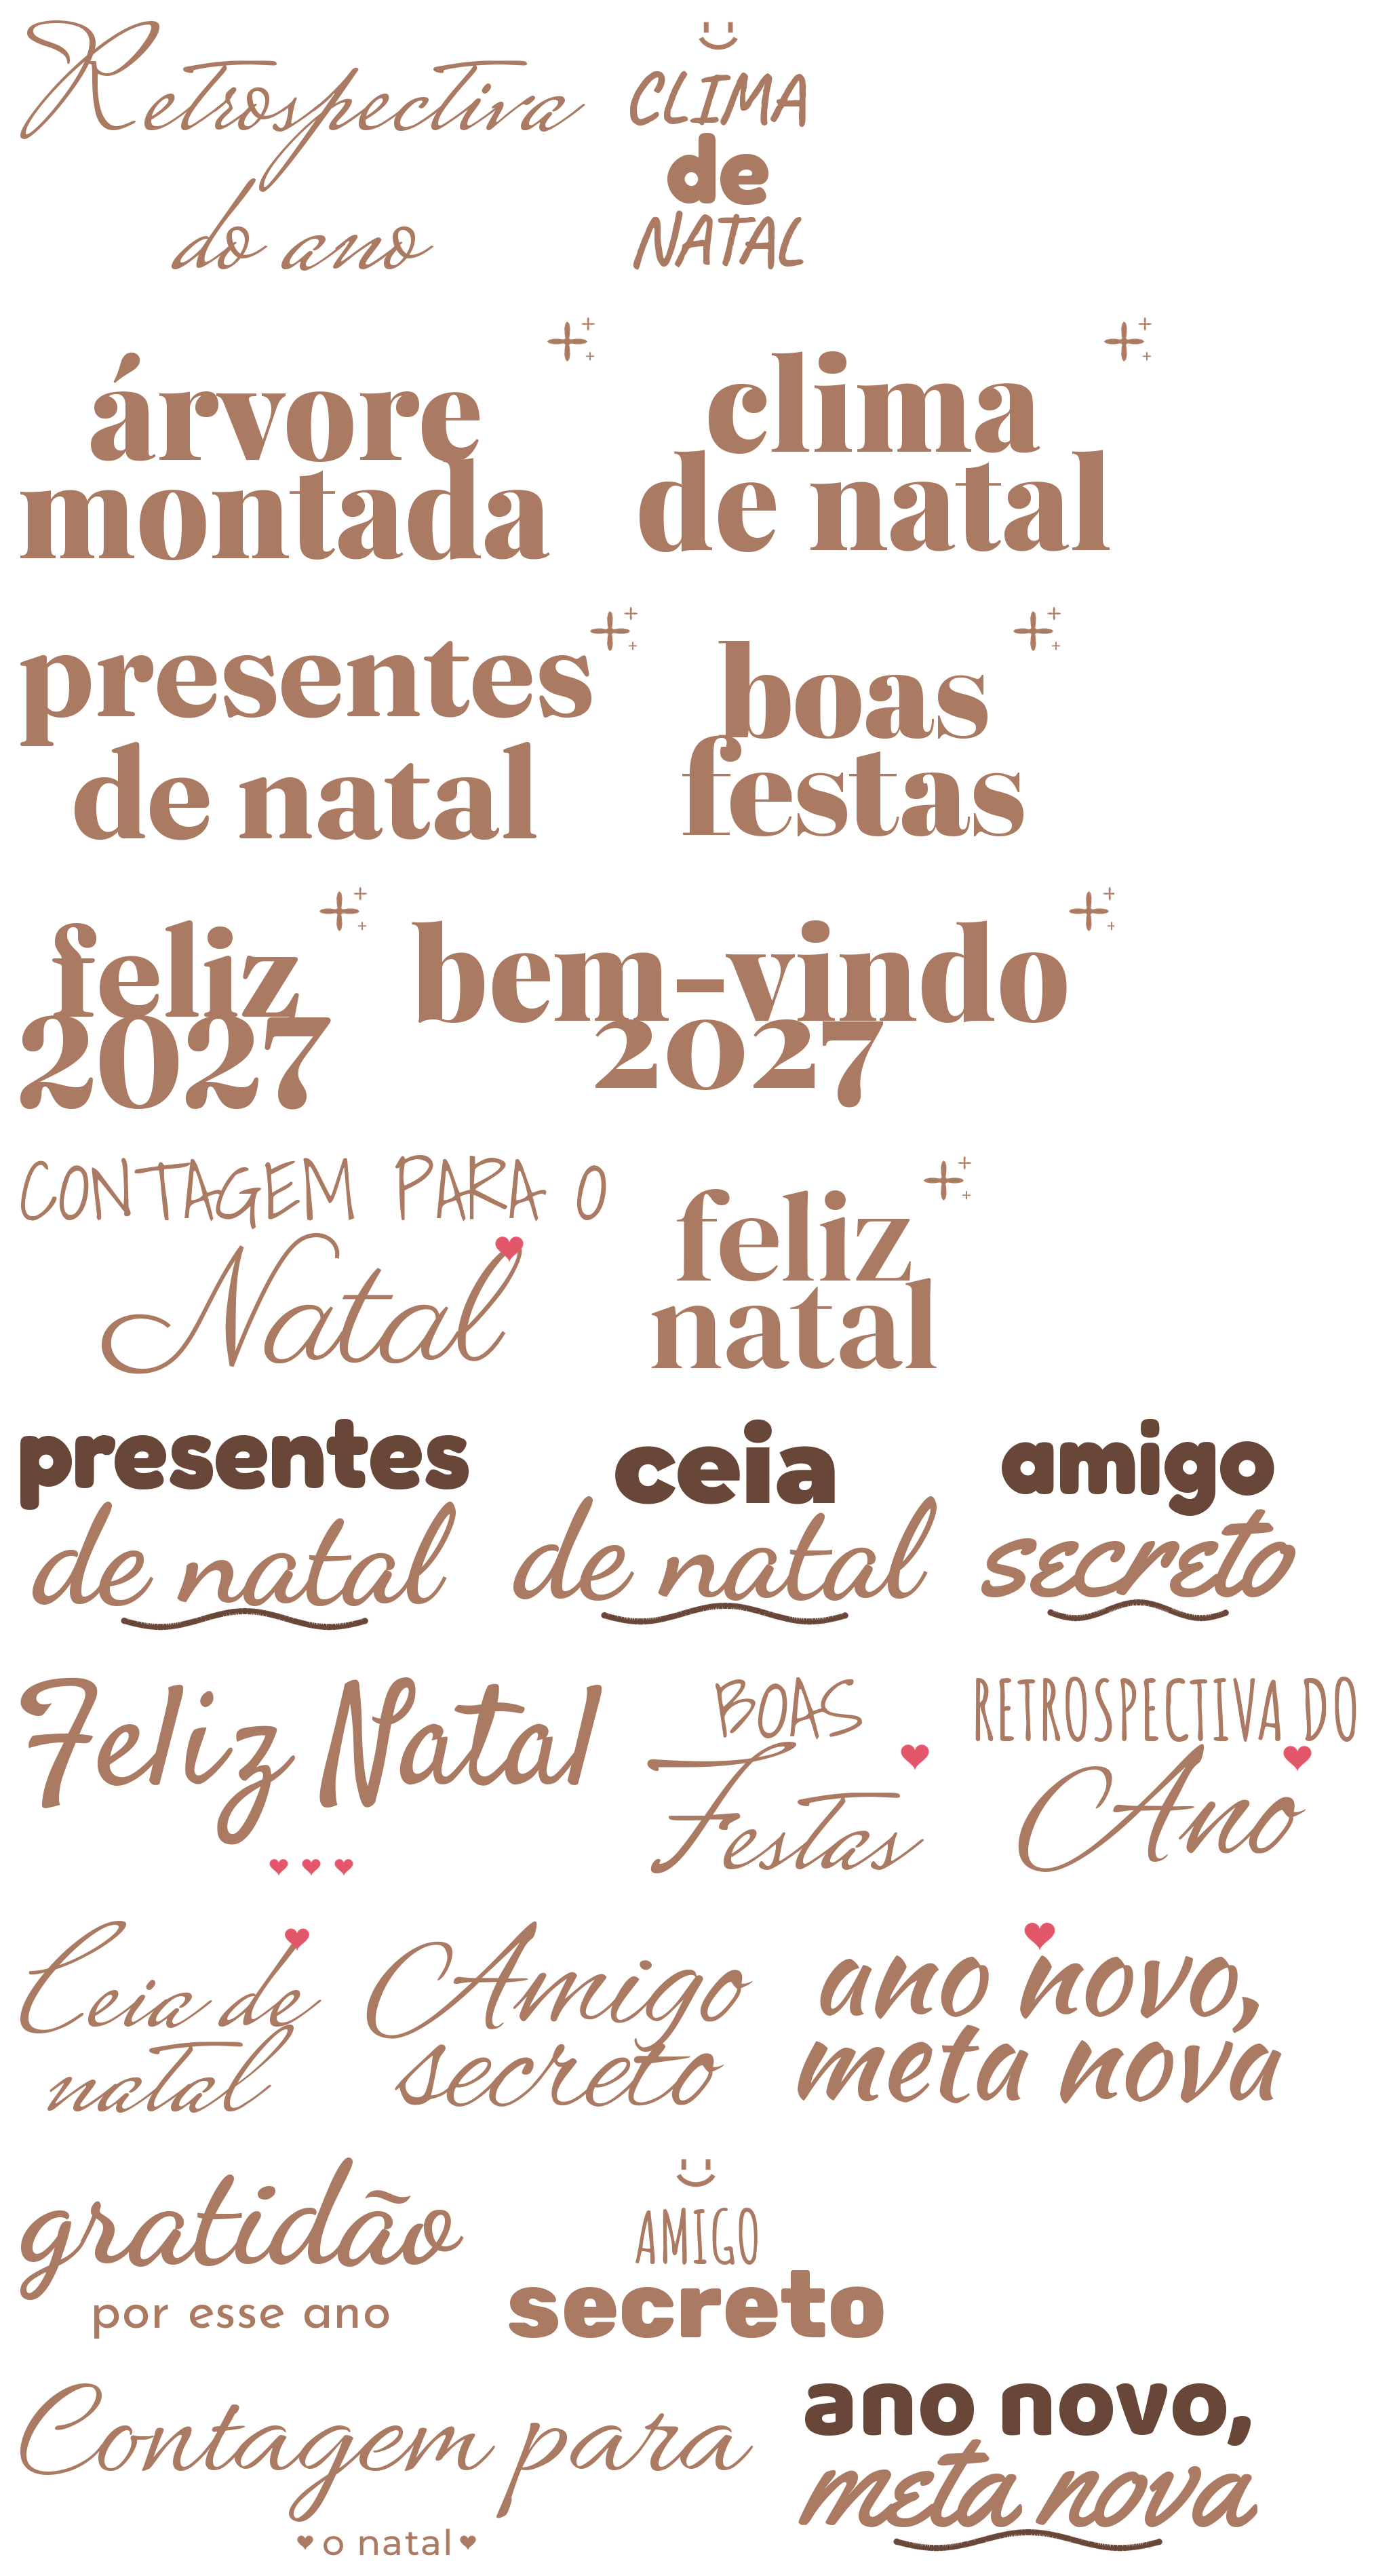 Retrospectiva
do ano
CLIMA
de
NATAL
árvore
montada
clima
de natal
presentes
de natal
boas
festas
feliz
2027
bem-vindo
2027
CONTAGEM PARA O
Natal
feliz
natal
presentes
de natal
ceia
de natal
amigo
secreto
Feliz Natal
BOAS
Festas
RETROSPECTIVA DO
Ano
Ceia de
natal
Amigo
secreto
ano novo,
meta nova
gratidão
por esse ano
AMIGO
secreto
Contagem para
o natal
ano novo,
meta nova